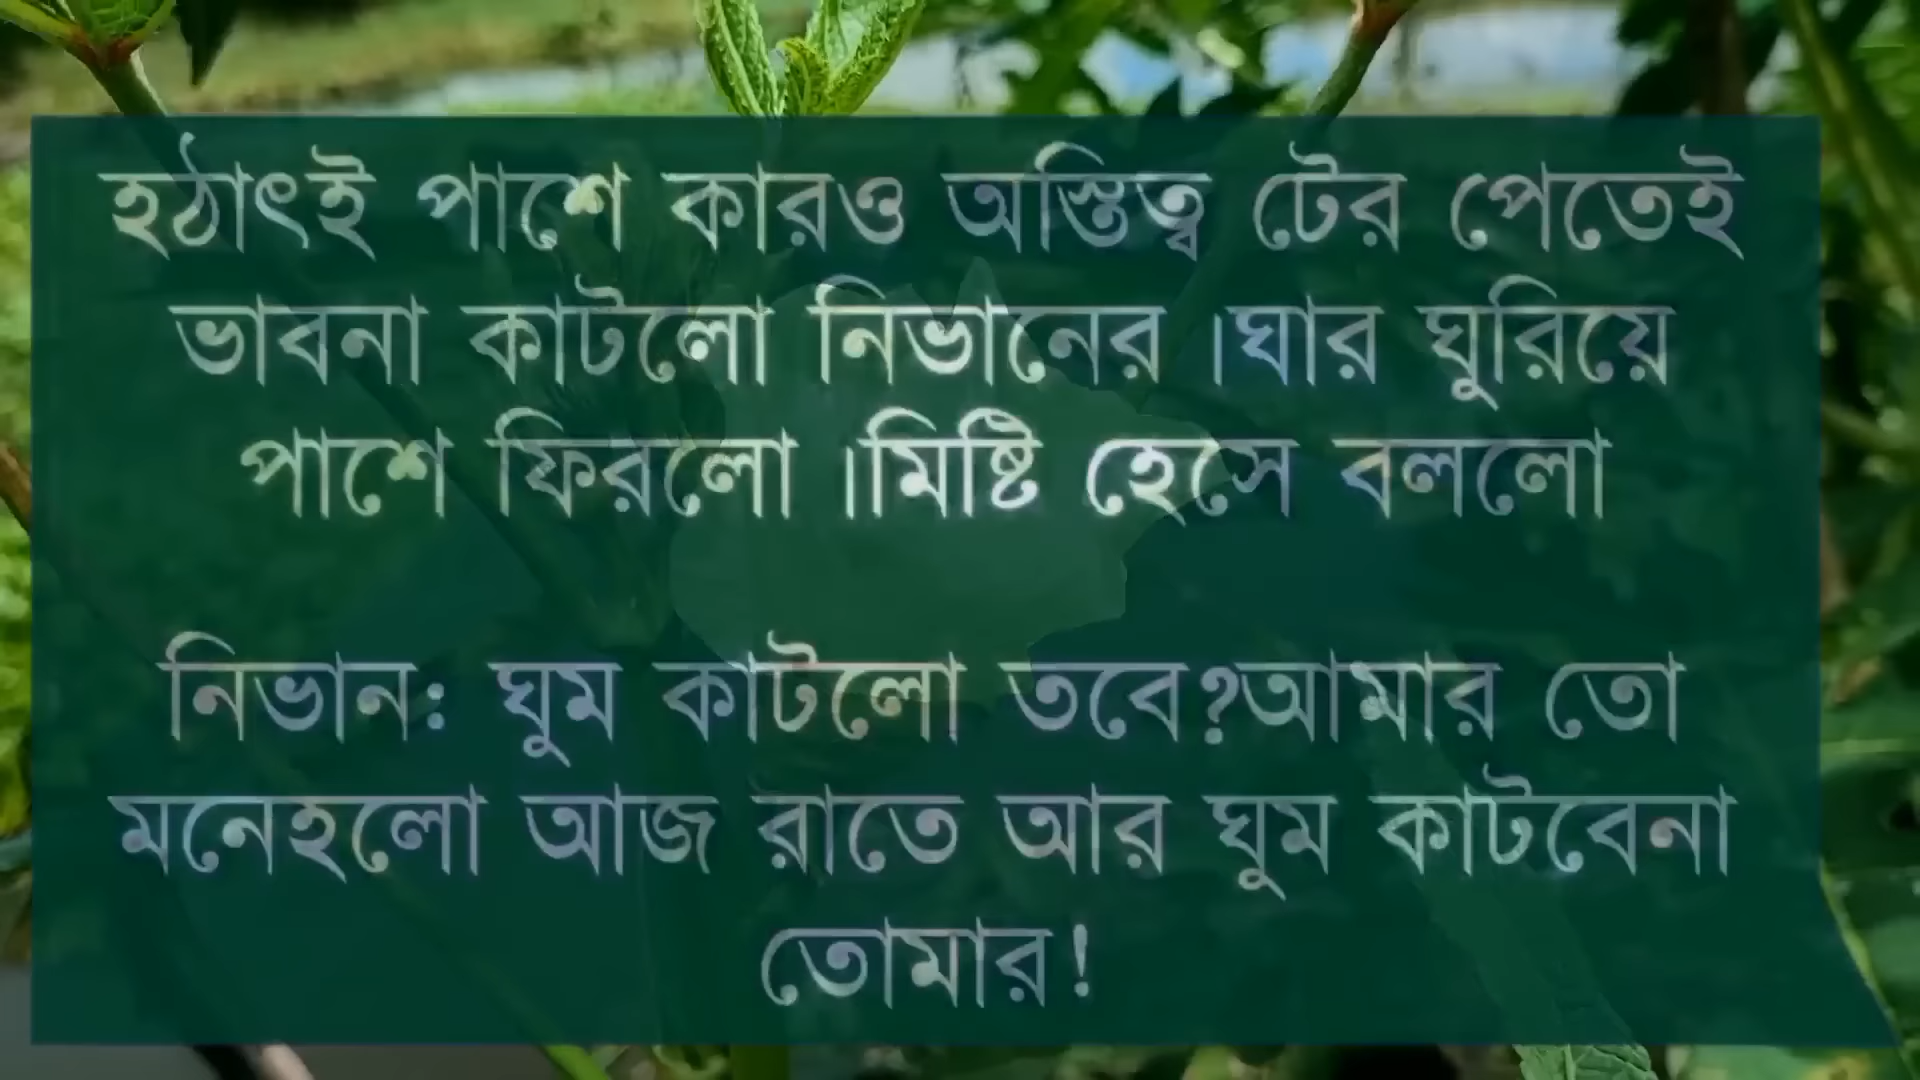 হঠাৎই পাশে কারও অস্তিত্ব টের পেতেই
ভাবনা কাটলো নিভানের ।ঘার ঘুরিয়ে
পাশে ফিরলো ।মিষ্টি হেসে বললো
নিভান: ঘুম কাটলো তবে?আমার তো
মনেহলো আজ রাতে আর ঘুম কাটবেনা
তোমার!